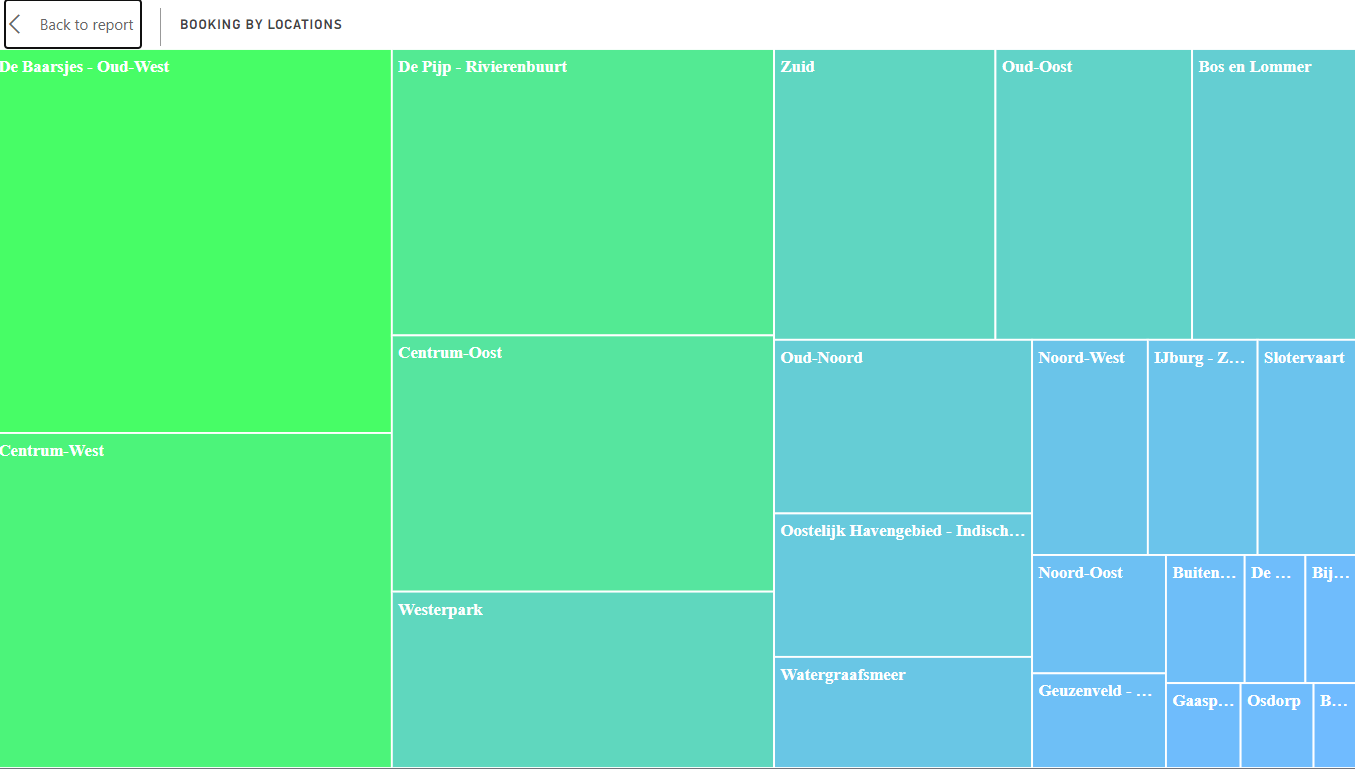 Back to report
BOOKING BY LOCATIONS
De Baarsjes - Oud-West
De Pijp - Rivierenbuurt
Zuid
Oud-Oost
Bos en Lommer
Centrum-Oost
Oud-Noord
Noord-West
IJburg - Z...
Slotervaart
Centrum-West
Oostelijk Havengebied - Indisch...
Noord-Oost
Buiten...
De ...
Bij...
Westerpark
Watergraafsmeer
Geuzenveld - ...
Gaasp...
Osdorp
B...